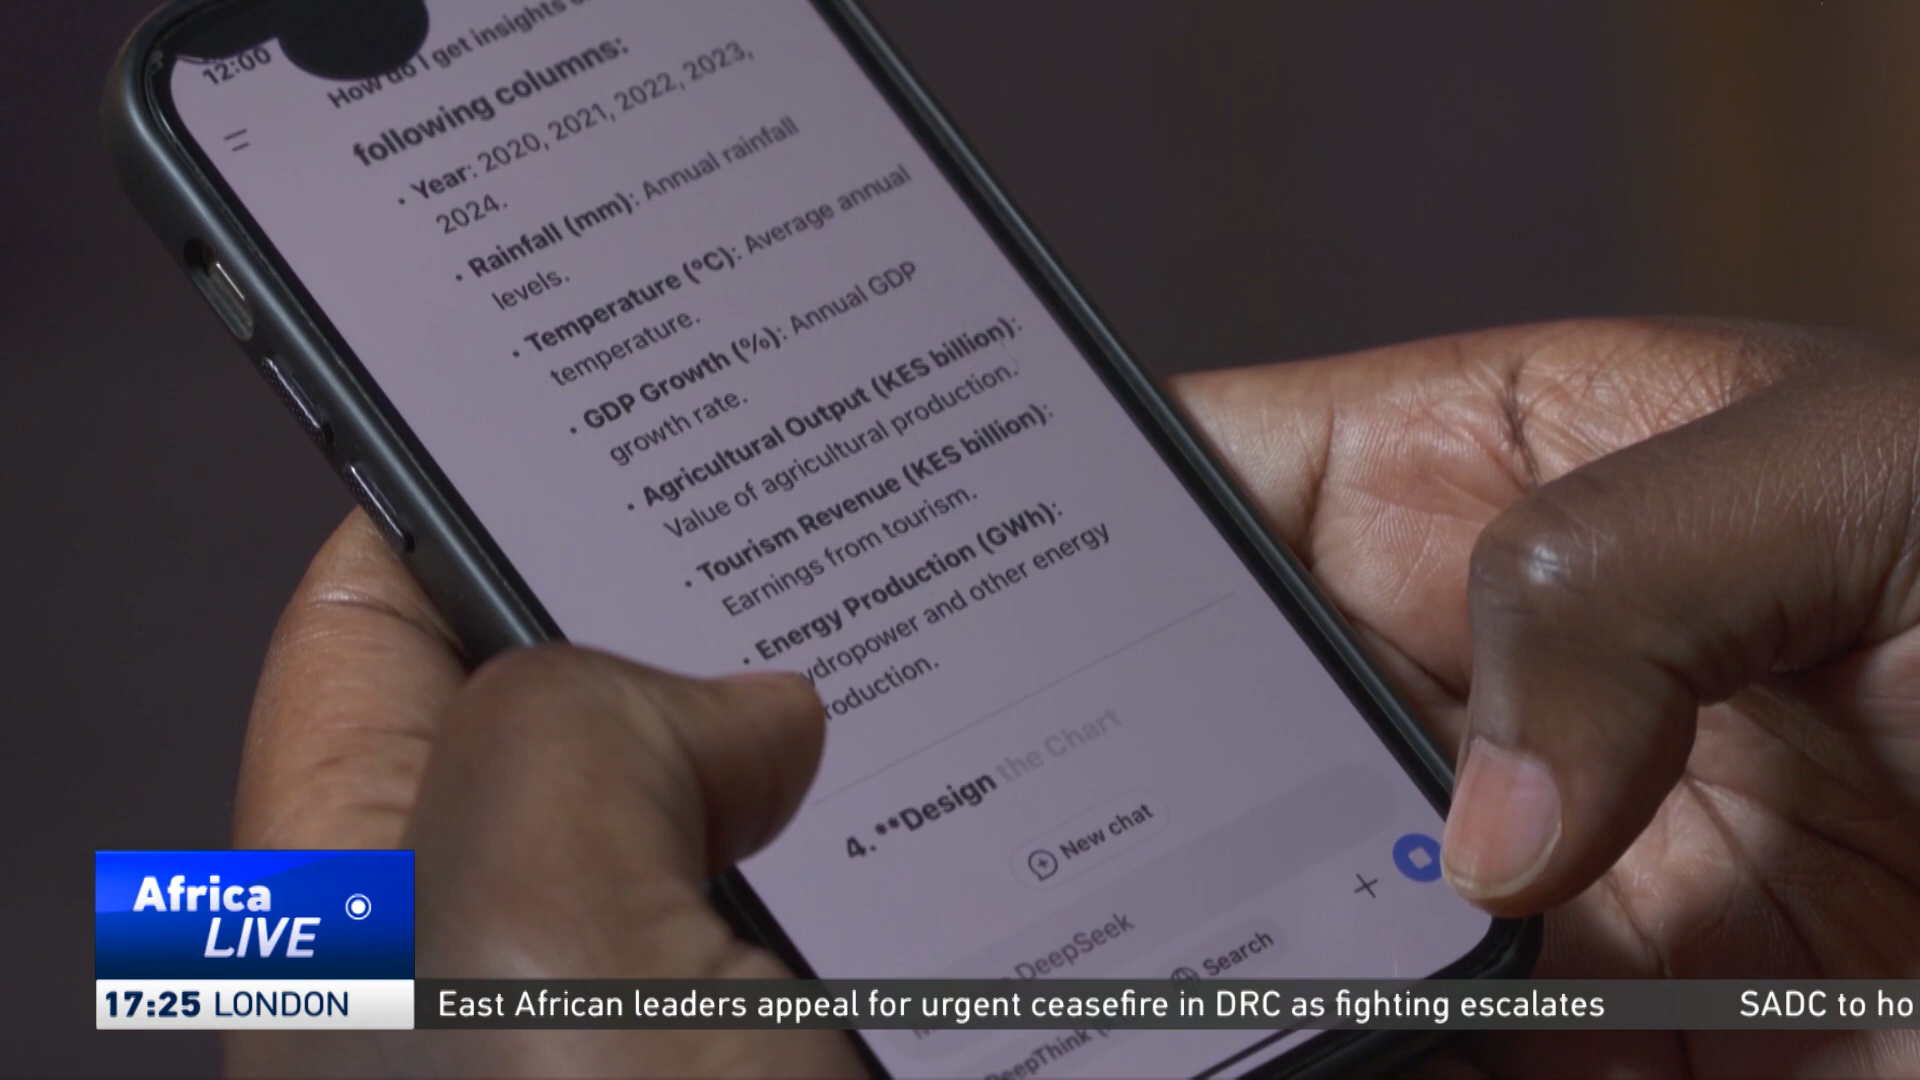 12:00
How do I get insights
following columns:
• Year: 2020, 2021, 2022, 2023,
2024.
• Rainfall (mm): Annual rainfall
levels.
• Temperature (°C): Average annual
temperature.
• GDP Growth (%): Annual GDP
growth rate.
• Agricultural Output (KES billion):
Value of agricultural production.
• Tourism Revenue (KES billion):
Earnings from tourism.
• Energy Production (GWh):
ydropower and other energy
roduction.
4. **Design the Chart
New chat
DeepSeek
Search
Africa
LIVE
17:25 LONDON
East African leaders appeal for urgent ceasefire in DRC as fighting escalates
SADC to ho